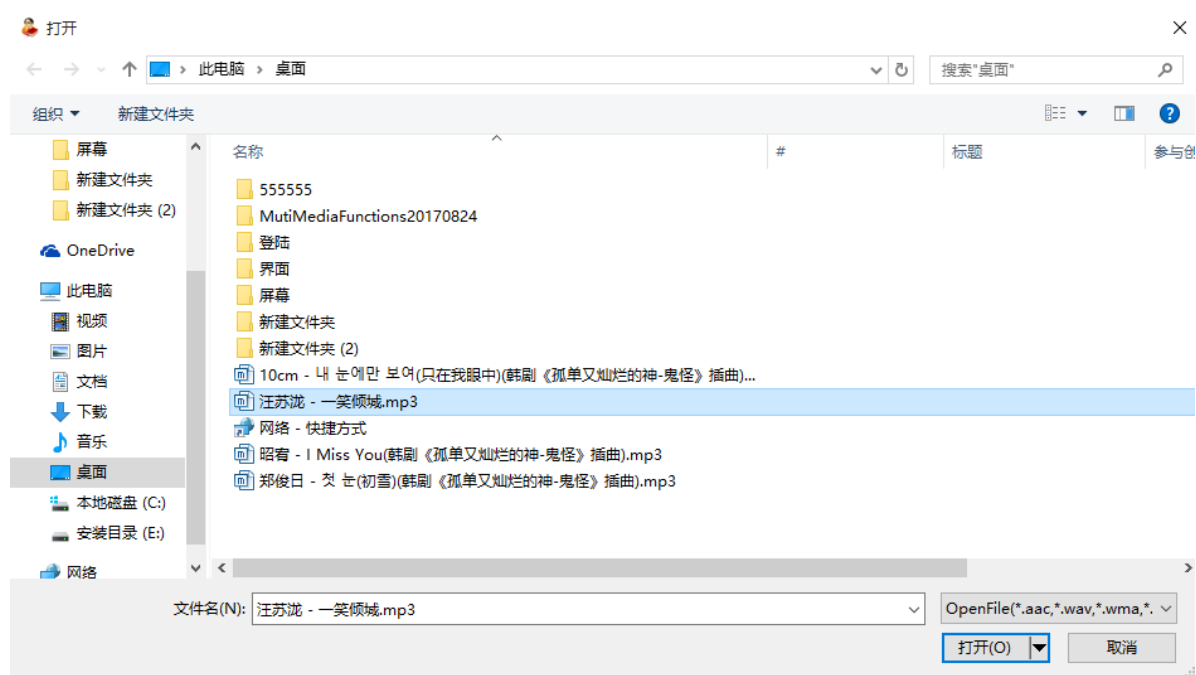 打开
此电脑 > 桌面
搜索"桌面"
组织
新建文件夹
屏幕
新建文件夹
新建文件夹 (2)
OneDrive
此电脑
视频
图片
文档
下载
音乐
桌面
本地磁盘 (C:)
安装目录 (E:)
网络
名称
#
标题
参与创
555555
MutiMediaFunctions20170824
登陆
界面
屏幕
新建文件夹
新建文件夹 (2)
10cm - 내 눈에만 보여(只在我眼中)(韩剧《孤单又灿烂的神-鬼怪》插曲)...
汪苏泷 - 一笑倾城.mp3
网络 - 快捷方式
昭宥 - I Miss You(韩剧《孤单又灿烂的神-鬼怪》插曲).mp3
郑俊日 - 첫 눈(初雪)(韩剧《孤单又灿烂的神-鬼怪》插曲).mp3
文件名(N):
汪苏泷 - 一笑倾城.mp3
OpenFile(*.aac,*.wav,*.wma,*.
打开(O)
取消